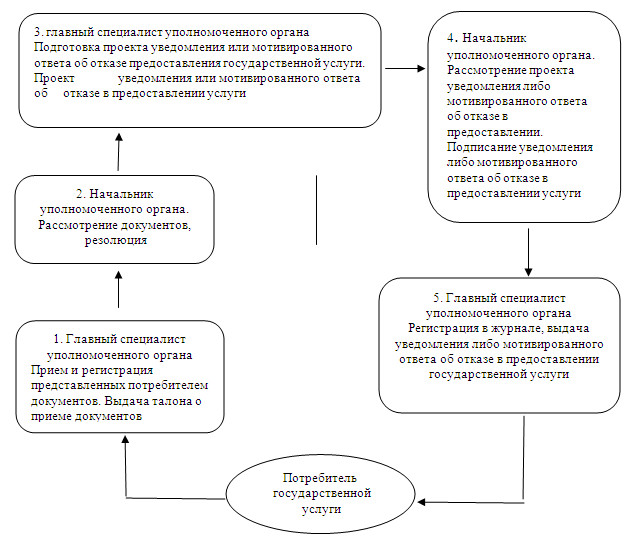 3. главный специалист уполномоченного органа
Подготовка проекта уведомления или мотивированного
ответа об отказе предоставления государственной услуги.
Проект уведомления или мотивированного ответа
об отказе в предоставлении услуги
4. Начальник
уполномоченного органа.
Рассмотрение проекта
уведомления либо
мотивированного ответа
об отказе в
предоставлении.
Подписание уведомления
либо мотивированного
ответа об отказе в
предоставлении услуги
2. Начальник
уполномоченного органа.
Рассмотрение документов,
резолюция
5. Главный специалист
уполномоченного органа
Регистрация в журнале, выдача
уведомления либо мотивированного
ответа об отказе в предоставлении
государственной услуги
1. Главный специалист
уполномоченного органа
Прием и регистрация
представленных потребителем
документов. Выдача талона о
приеме документов
Потребитель
государственной
услуги